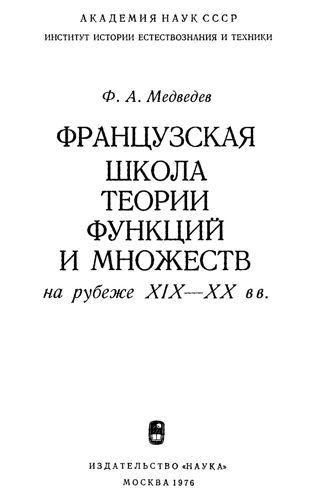 АКАДЕМИЯ НАУК СССР
ИНСТИТУТ ИСТОРИИ ЕСТЕСТВОЗНАНИЯ И ТЕХНИКИ
Ф. А. Медведев
ФРАНЦУЗСКАЯ
ШКОЛА
ТЕОРИИ
ФУНКЦИЙ
И МНОЖЕСТВ
на рубеже XIX—XX вв.
ИЗДАТЕЛЬСТВО «НАУКА»
МОСКВА 1976